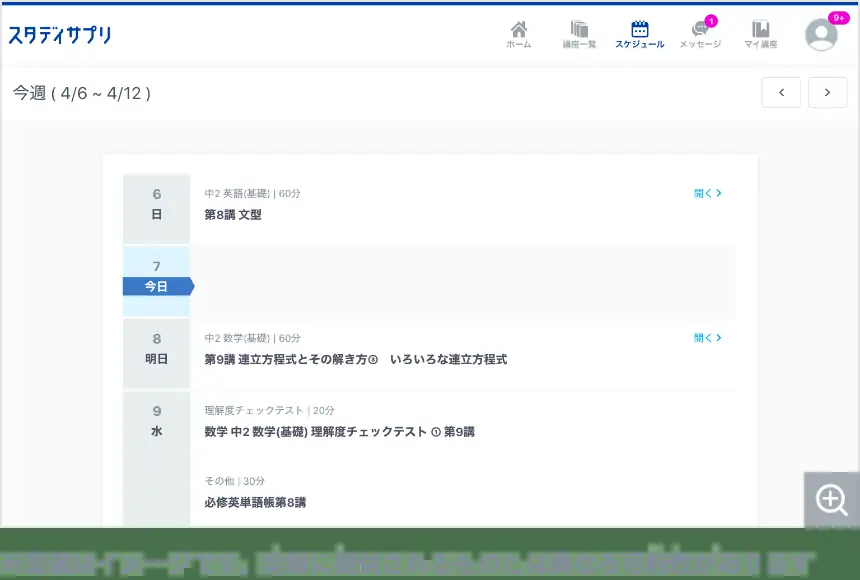 スタディサプリ
ホーム
講座一覧
スケジュール
1
メッセージ
マイ講座
9+
今週 ( 4/6 ~ 4/12 )
6
日
中2 英語(基礎) | 60分
第8講 文型
開く
7
今日
8
明日
中2 数学(基礎) | 60分
第9講 連立方程式とその解き方③　いろいろな連立方程式
開く
9
水
理解度チェックテスト | 20分
数学 中2 数学(基礎) 理解度チェックテスト ① 第9講
その他 | 30分
必修英単語帳第8講